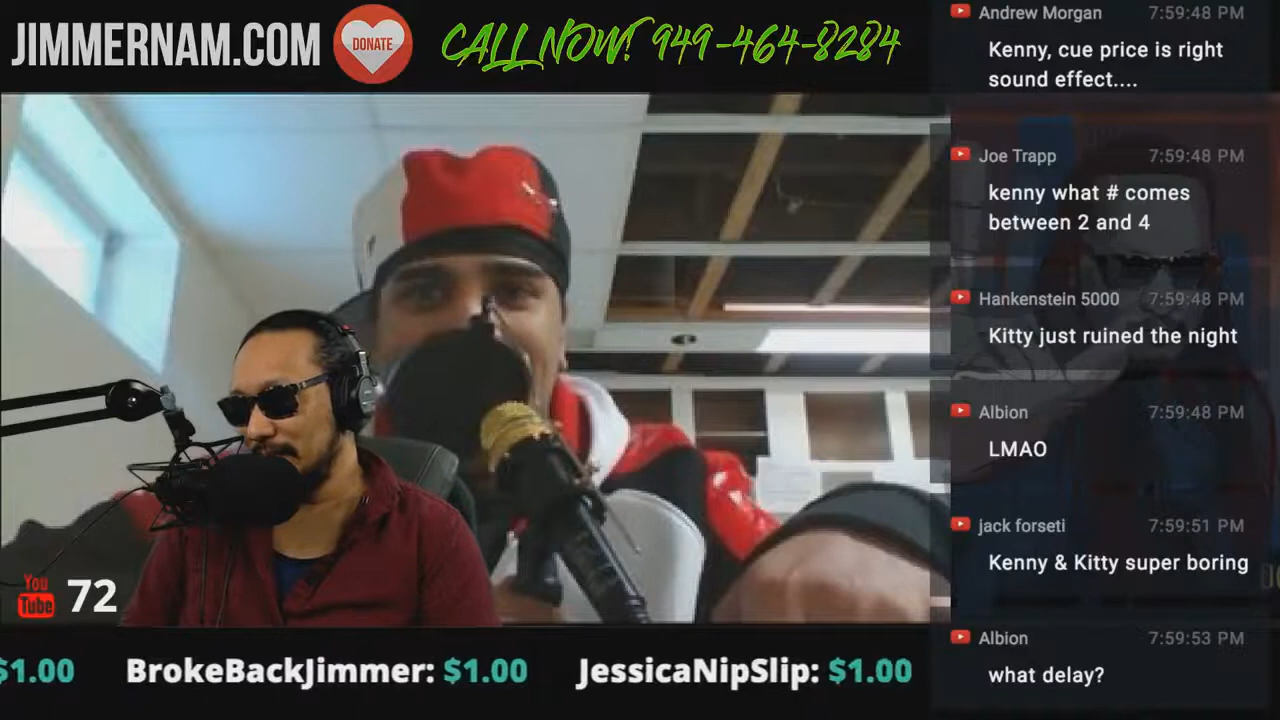 JIMMERNAM.COM
DONATE
CALL NOW! 949-464-8284
Andrew Morgan 7:59:48 PM
Kenny, cue price is right
sound effect....
Joe Trapp 7:59:48 PM
kenny what # comes
between 2 and 4
Hankenstein 5000 7:59:48 PM
Kitty just ruined the night
Albion 7:59:48 PM
LMAO
jack forseti 7:59:51 PM
Kenny & Kitty super boring
Albion 7:59:53 PM
what delay?
You
Tube
72
$1.00 BrokeBackJimmer: $1.00 JessicaNipSlip: $1.00